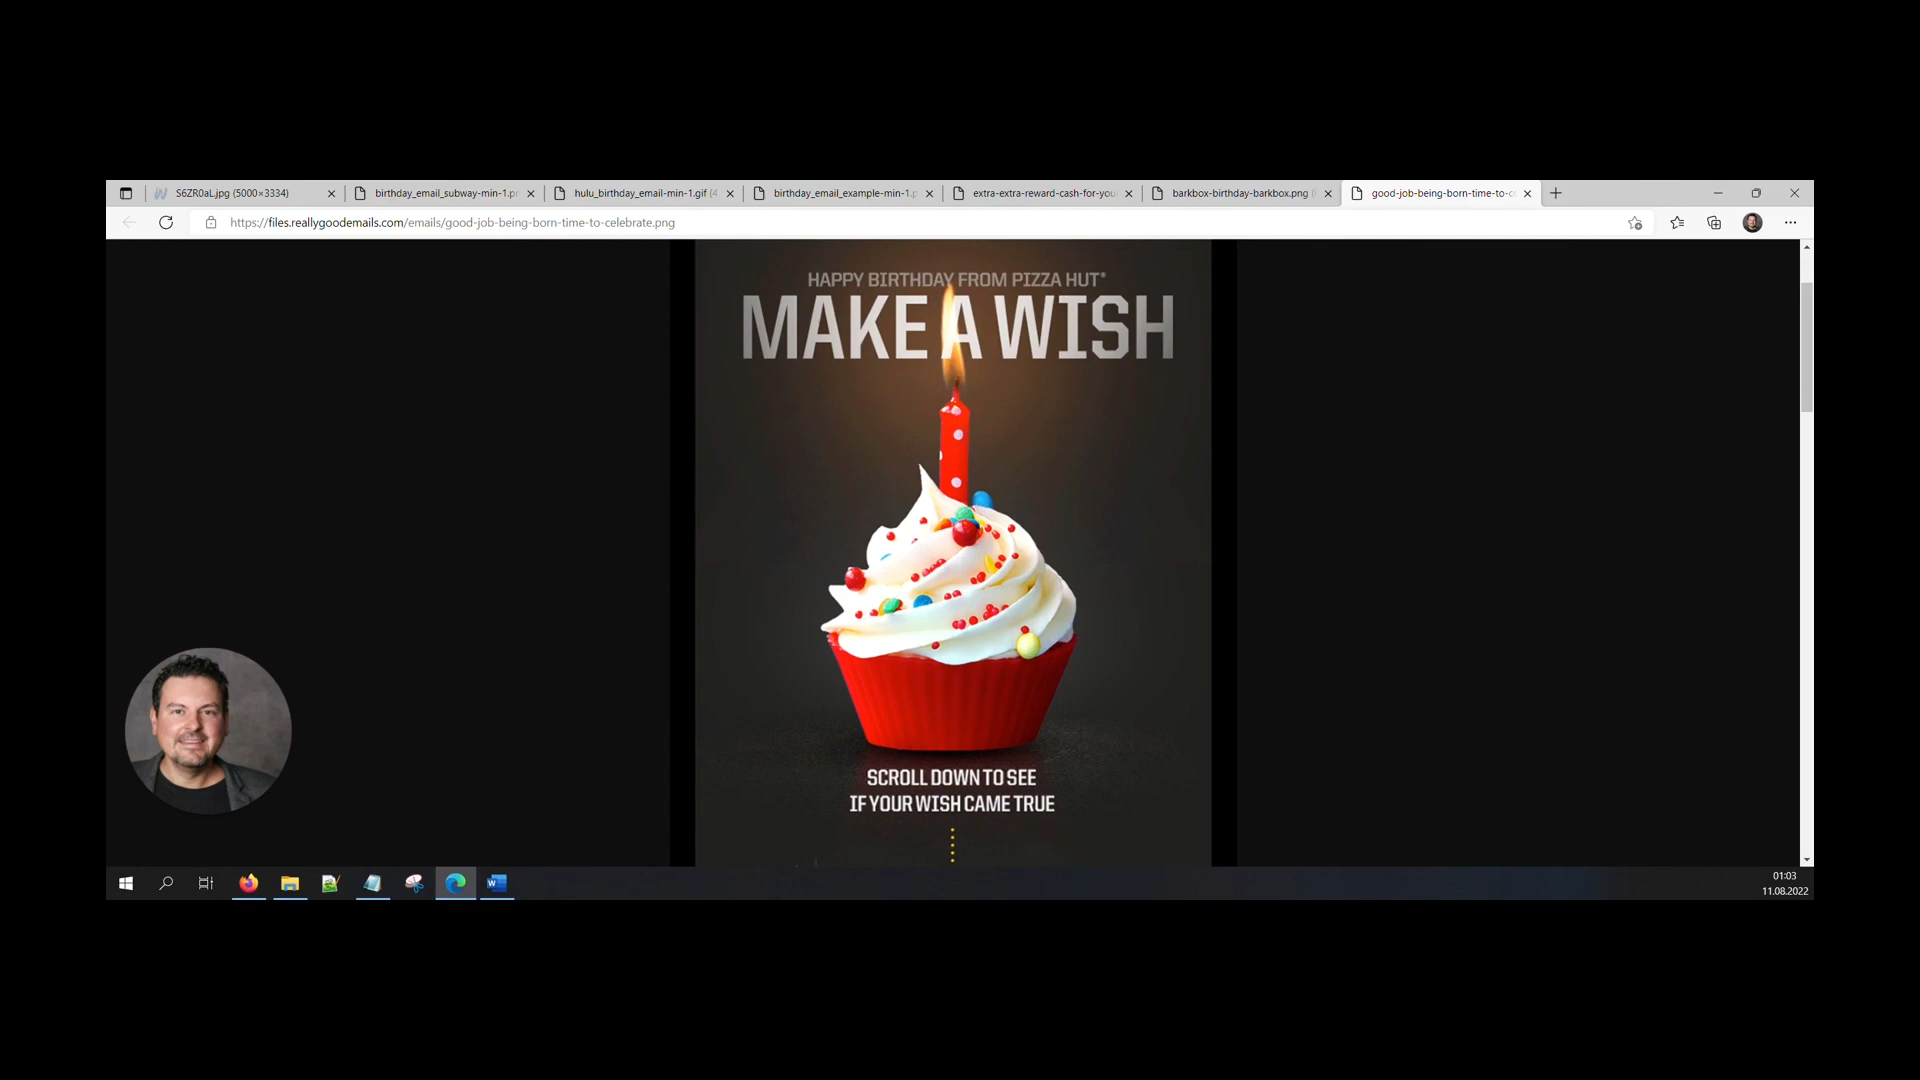 S6ZR0aL.jpg (5000×3334)
birthday_email_subway-min-1.p
hulu_birthday_email-min-1.gif (4
birthday_email_example-min-1.p
extra-extra-reward-cash-for-you
barkbox-birthday-barkbox.png (
good-job-being-born-time-to-c
https://files.reallygoodemails.com/emails/good-job-being-born-time-to-celebrate.png
HAPPY BIRTHDAY FROM PIZZA HUT®
MAKE A WISH
SCROLL DOWN TO SEE
IF YOUR WISH CAME TRUE
01:03
11.08.2022